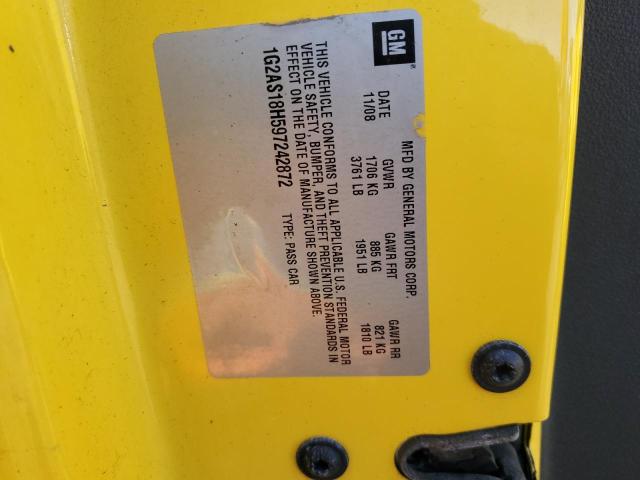 GM
MFD BY GENERAL MOTORS CORP.
DATE GVWR GAWR FRT GAWR RR
11/08 1706 KG 885 KG 821 KG
3761 LB 1951 LB 1810 LB
THIS VEHICLE CONFORMS TO ALL APPLICABLE U.S. FEDERAL MOTOR
VEHICLE SAFETY, BUMPER, AND THEFT PREVENTION STANDARDS IN
EFFECT ON THE DATE OF MANUFACTURE SHOWN ABOVE.
1G2AS18H597242872 TYPE: PASS CAR